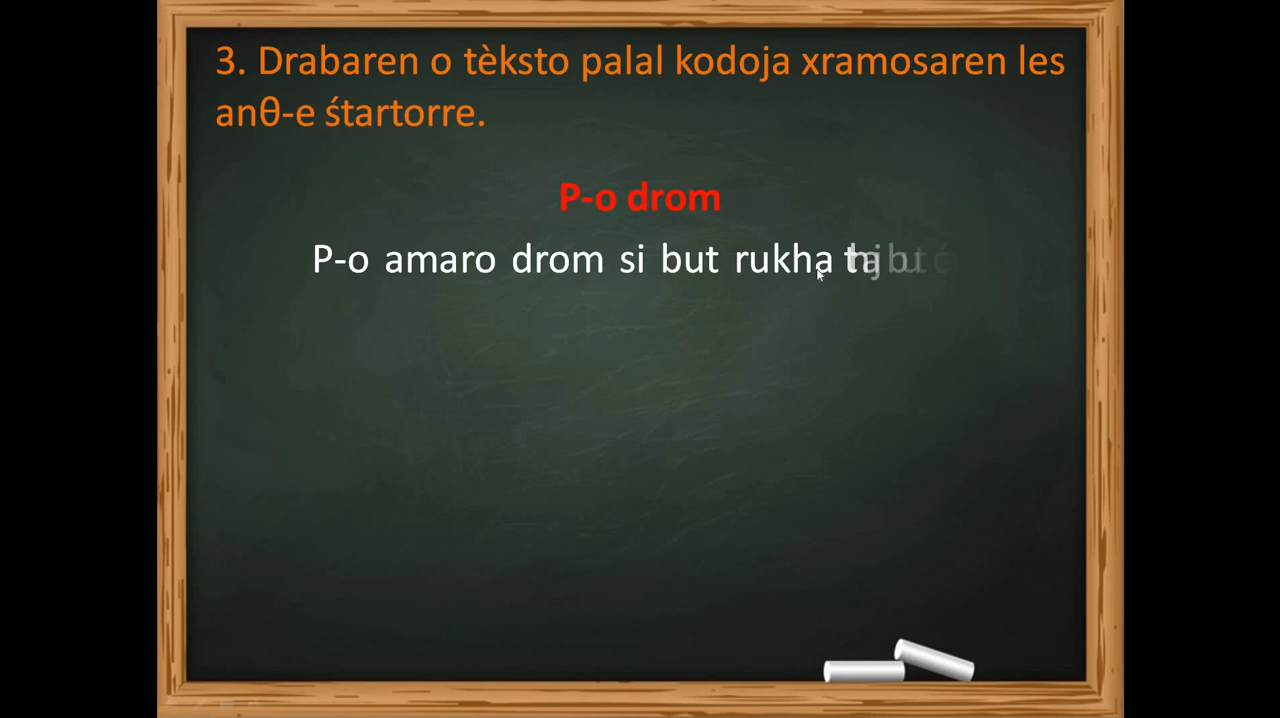 3. Drabaren o tèksto palal kodoja xramosaren les
anθ-e śtartorre.
P-o drom
P-o amaro drom si but rukha